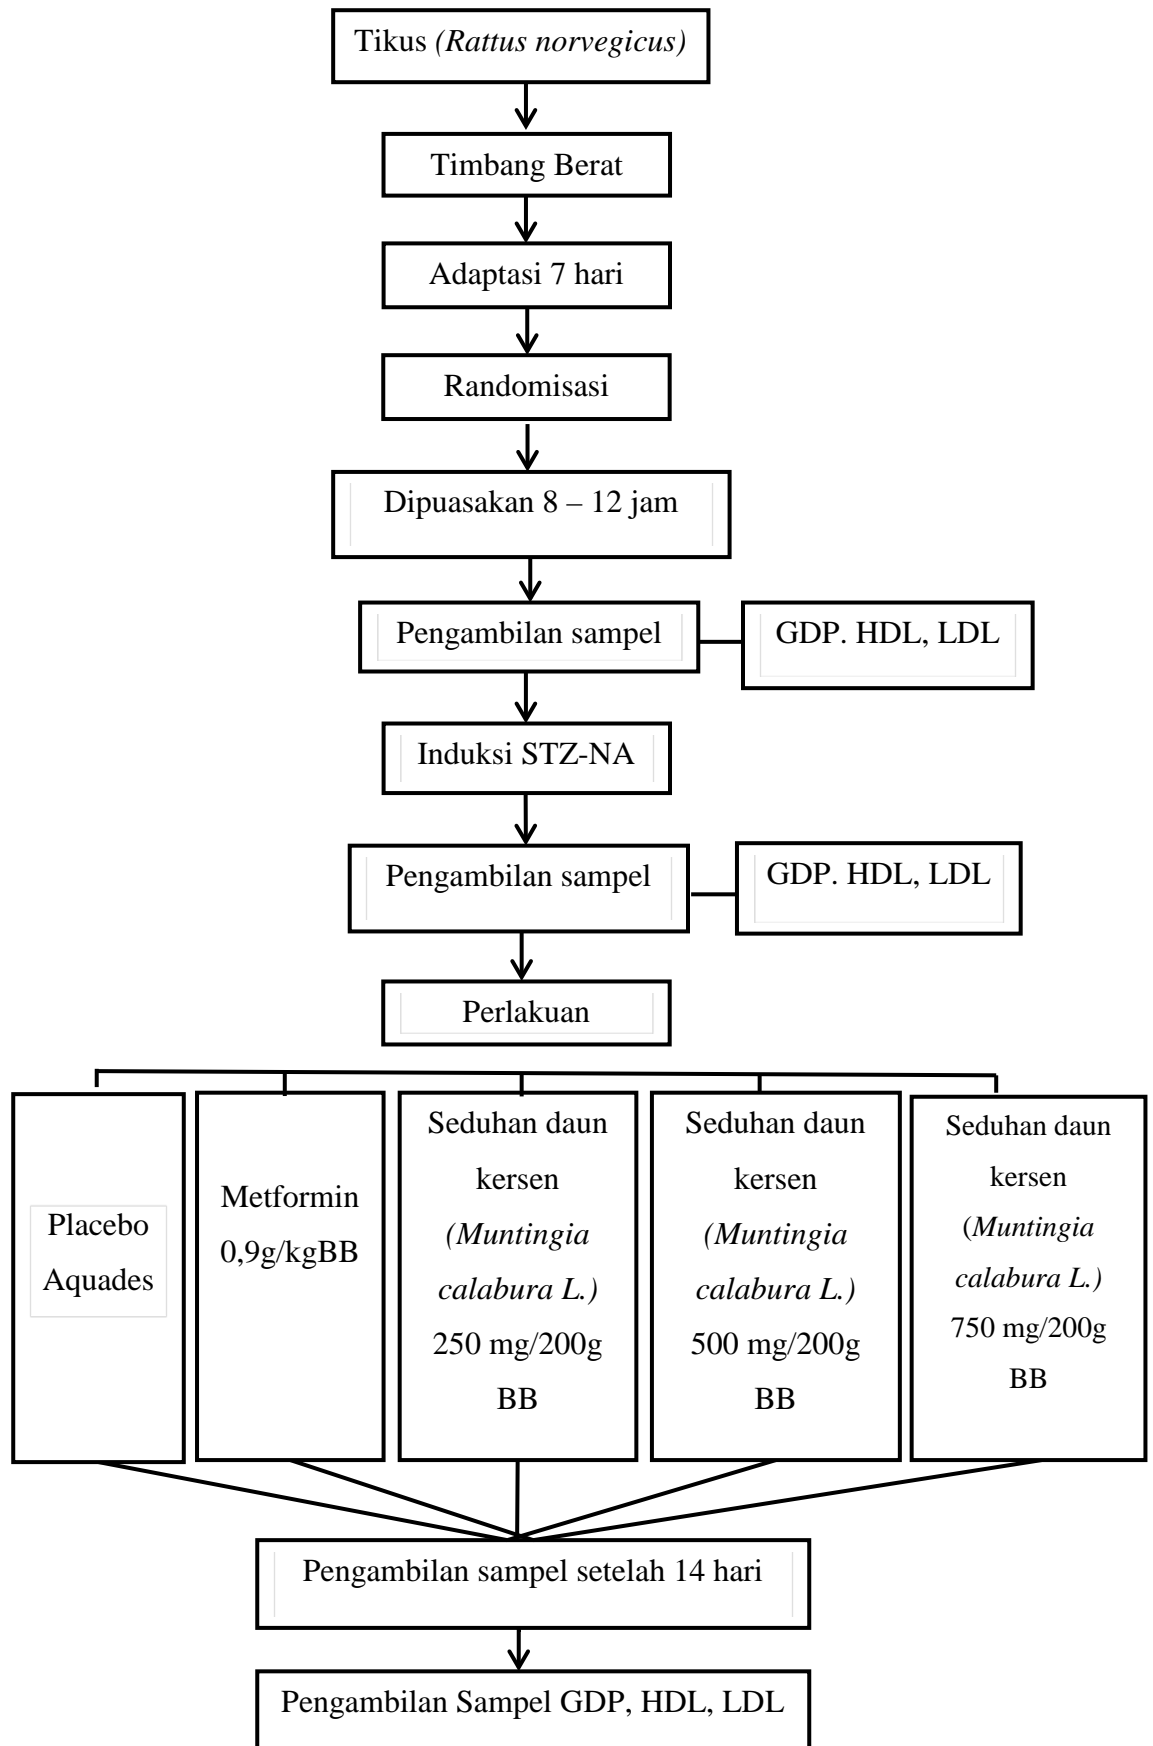 Tikus (Rattus norvegicus)
Timbang Berat
Adaptasi 7 hari
Randomisasi
Dipuasakan 8 – 12 jam
Pengambilan sampel
GDP. HDL, LDL
Induksi STZ-NA
Pengambilan sampel
GDP. HDL, LDL
Perlakuan
Placebo
Aquades
Metformin
0,9g/kgBB
Seduhan daun
kersen
(Muntingia
calabura L.)
250 mg/200g
BB
Seduhan daun
kersen
(Muntingia
calabura L.)
500 mg/200g
BB
Seduhan daun
kersen
(Muntingia
calabura L.)
750 mg/200g
BB
Pengambilan sampel setelah 14 hari
Pengambilan Sampel GDP, HDL, LDL